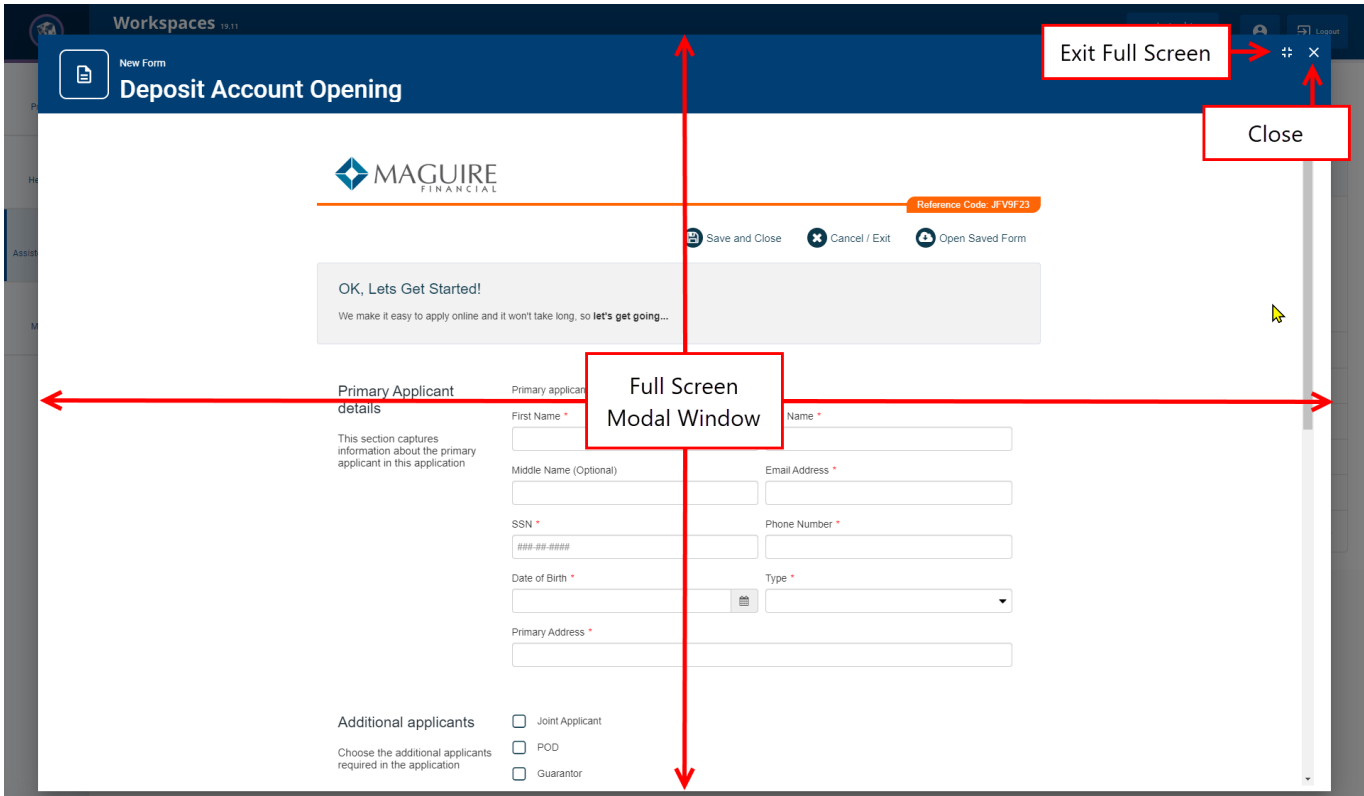 Workspaces 19.11
Logout
New Form
Deposit Account Opening
Exit Full Screen
Close
MAGUIRE
FINANCIAL
Reference Code: JFV9F23
Save and Close
Cancel / Exit
Open Saved Form
OK, Lets Get Started!
We make it easy to apply online and it won't take long, so let's get going...
Full Screen
Modal Window
Primary Applicant
details
This section captures
information about the primary
applicant in this application
Primary applican
First Name *
Name *
Middle Name (Optional)
Email Address *
SSN *
###-##-####
Phone Number *
Date of Birth *
Type *
Primary Address *
Additional applicants
Choose the additional applicants
required in the application
Joint Applicant
POD
Guarantor